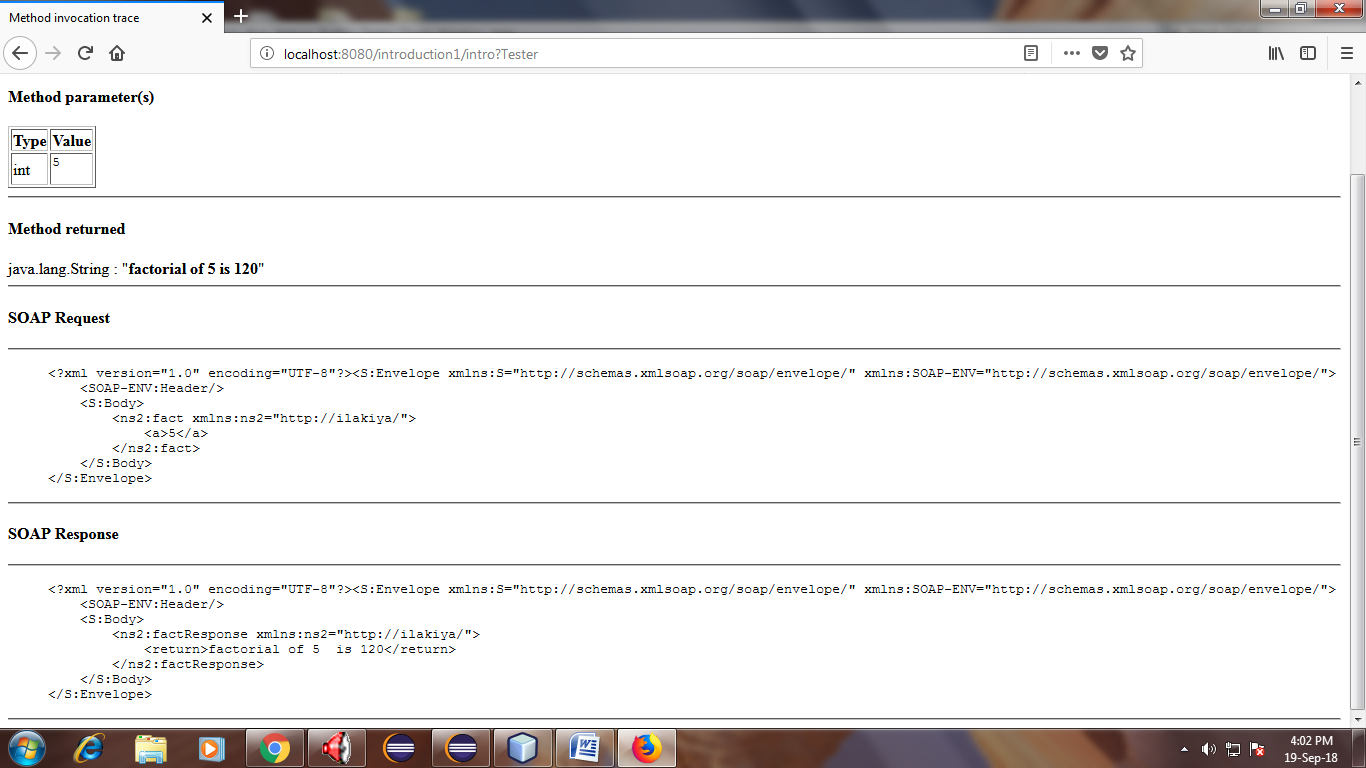 Method invocation trace
localhost:8080/introduction1/intro?Tester
Method parameter(s)
Type Value
int 5
Method returned
java.lang.String : "factorial of 5 is 120"
SOAP Request
<?xml version="1.0" encoding="UTF-8"?><S:Envelope xmlns:S="http://schemas.xmlsoap.org/soap/envelope/" xmlns:SOAP-ENV="http://schemas.xmlsoap.org/soap/envelope/">
    <SOAP-ENV:Header/>
    <S:Body>
        <ns2:fact xmlns:ns2="http://ilakiya/">
            <a>5</a>
        </ns2:fact>
    </S:Body>
</S:Envelope>
SOAP Response
<?xml version="1.0" encoding="UTF-8"?><S:Envelope xmlns:S="http://schemas.xmlsoap.org/soap/envelope/" xmlns:SOAP-ENV="http://schemas.xmlsoap.org/soap/envelope/">
    <SOAP-ENV:Header/>
    <S:Body>
        <ns2:factResponse xmlns:ns2="http://ilakiya/">
            <return>factorial of 5  is 120</return>
        </ns2:factResponse>
    </S:Body>
</S:Envelope>
4:02 PM
19-Sep-18